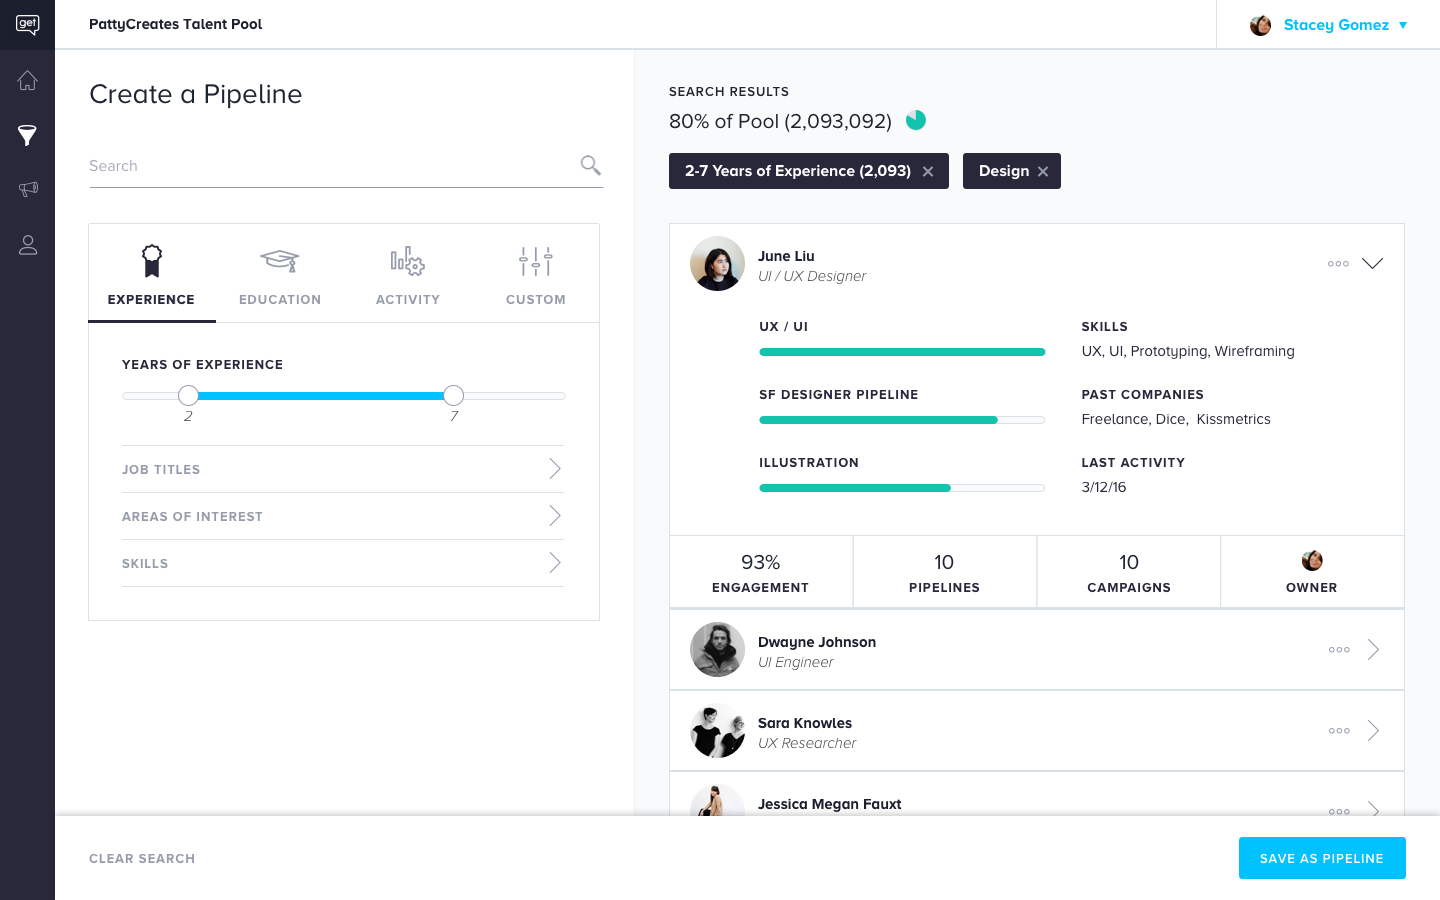 get
PattyCreates Talent Pool
Stacey Gomez
Create a Pipeline
Search
EXPERIENCE
EDUCATION
ACTIVITY
CUSTOM
YEARS OF EXPERIENCE
2
7
JOB TITLES
AREAS OF INTEREST
SKILLS
SEARCH RESULTS
80% of Pool (2,093,092)
2-7 Years of Experience (2,093)
Design
June Liu
UI / UX Designer
UX / UI
SF DESIGNER PIPELINE
ILLUSTRATION
SKILLS
UX, UI, Prototyping, Wireframing
PAST COMPANIES
Freelance, Dice, Kissmetrics
LAST ACTIVITY
3/12/16
93%
ENGAGEMENT
10
PIPELINES
10
CAMPAIGNS
OWNER
Dwayne Johnson
UI Engineer
Sara Knowles
UX Researcher
Jessica Megan Fauxt
CLEAR SEARCH
SAVE AS PIPELINE